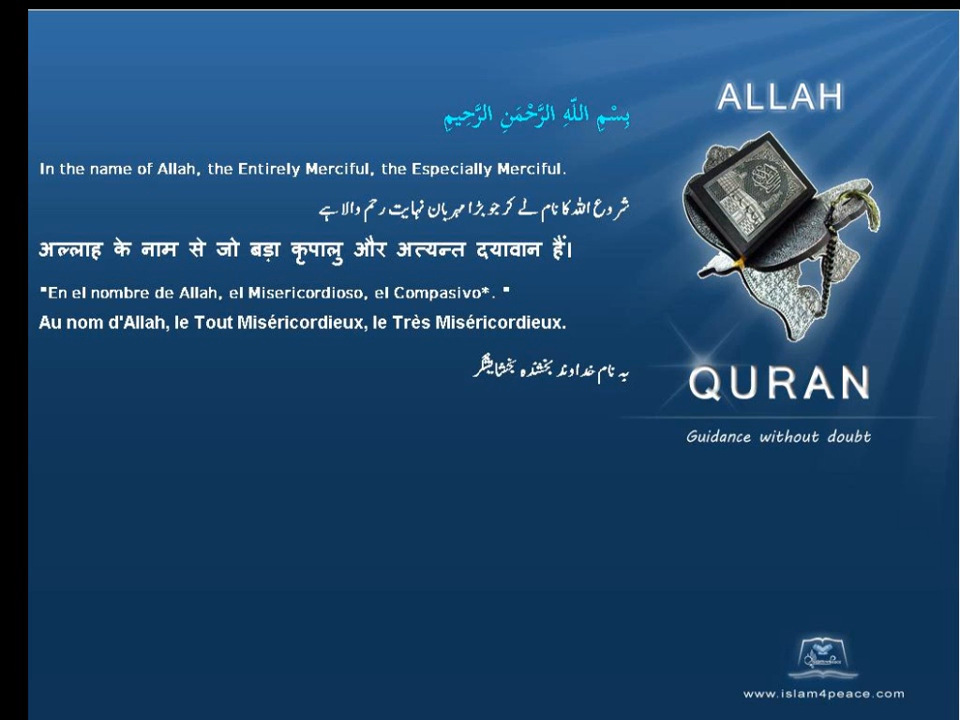 بِسْمِ اللَّهِ الرَّحْمَنِ الرَّحِيمِ
In the name of Allah, the Entirely Merciful, the Especially Merciful.
شروع الله کا نام لے کر جو بڑا مہربان نہایت رحم والا ہے
अल्लाह के नाम से जो बड़ा कृपालु और अत्यन्त दयावान हैं।
"En el nombre de Allah, el Misericordioso, el Compasivo*. "
Au nom d'Allah, le Tout Miséricordieux, le Très Miséricordieux.
به نام خداوند بخشنده بخشایشگر
ALLAH
QURAN
Guidance without doubt
www.islam4peace.com